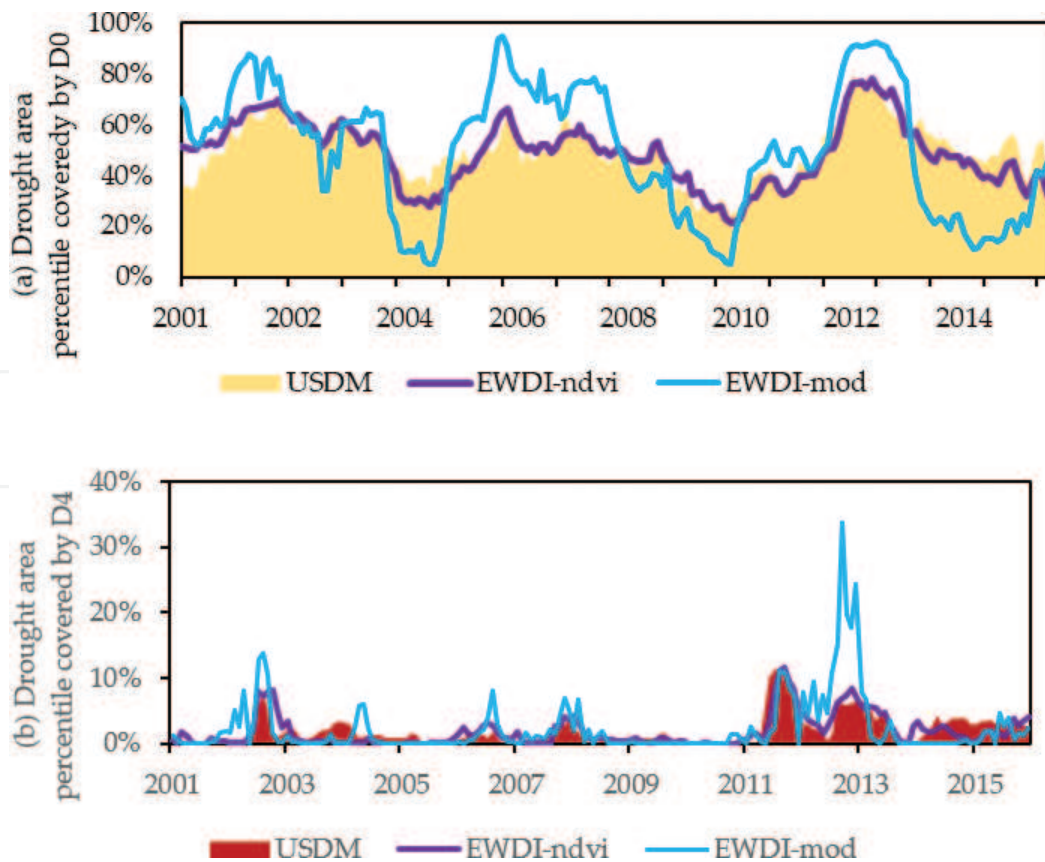 (a) Drought area
percentile coveredy by D0
100%
80%
60%
40%
20%
0%
2001 2002 2004 2006 2008 2010 2012 2014
USDM EWDI-ndvi EWDI-mod
(b) Drought area
percentile covered by D4
40%
30%
20%
10%
0%
2001 2003 2005 2007 2009 2011 2013 2015
USDM EWDI-ndvi EWDI-mod